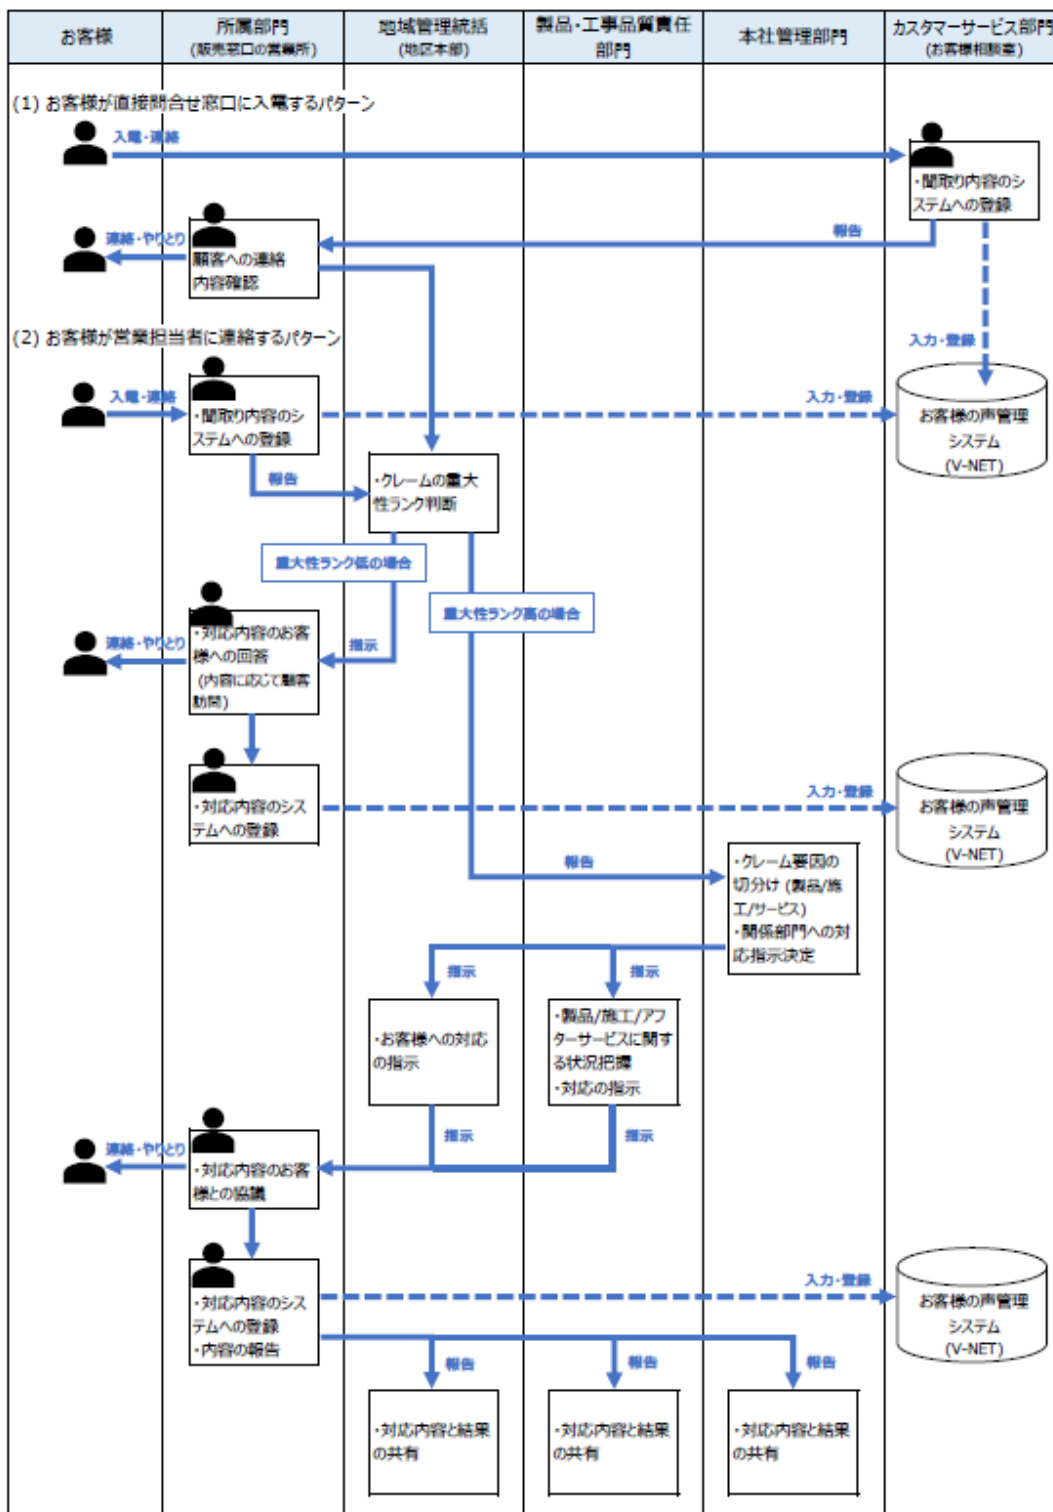 お客様
所属部門
(販売窓口の営業所)
地域管理統括
(地区本部)
製品・工事品質責任
部門
本社管理部門
カスタマーサービス部門
(お客様相談室)
(1) お客様が直接問合せ窓口に入電するパターン
入電・連絡
・聞取り内容のシ
ステムへの登録
報告
連絡・やりとり
顧客への連絡
内容確認
(2) お客様が営業担当者に連絡するパターン
入力・登録
入電・連絡
・聞取り内容のシ
ステムへの登録
入力・登録
お客様の声管理
システム
(V-NET)
報告
・クレームの重大
性ランク判断
重大性ランク低の場合
重大性ランク高の場合
連絡・やりとり
・対応内容のお客
様への回答
(内容に応じて顧客
訪問)
指示
・対応内容のシス
テムへの登録
入力・登録
お客様の声管理
システム
(V-NET)
報告
・クレーム要因の
切分け (製品/施
工/サービス)
・関係部門への対
応指示決定
指示
指示
・お客様への対応
の指示
・製品/施工/アフ
ターサービスに関す
る状況把握
・対応の指示
指示
指示
連絡・やりとり
・対応内容のお客
様との協議
・対応内容のシス
テムへの登録
・内容の報告
入力・登録
お客様の声管理
システム
(V-NET)
報告
報告
報告
・対応内容と結果
の共有
・対応内容と結果
の共有
・対応内容と結果
の共有